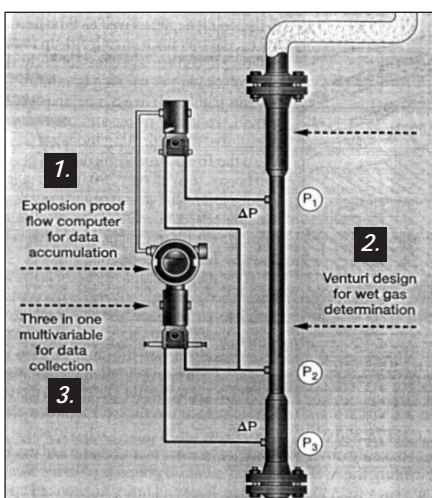 1.
Explosion proof
flow computer
for data
accumulation
Three in one
multivariable
for data
collection
3.
ΔP
P1
2.
Venturi design
for wet gas
determination
P2
ΔP
P3